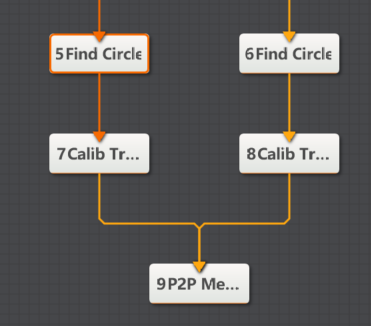 5Find Circle
6Find Circle
7Calib Tr...
8Calib Tr...
9P2P Me...